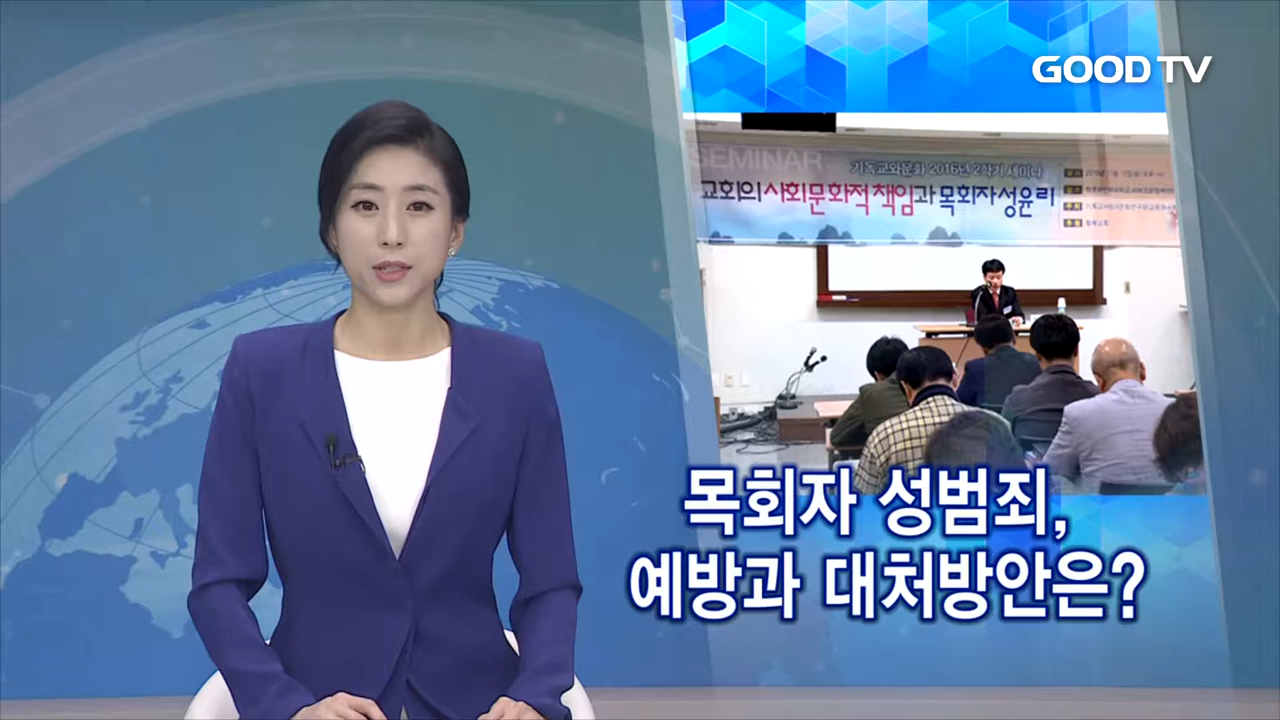 GOOD TV
SEMINAR
기독교와문화 2016년 2학기 세미나
교회의 사회문화적 책임과 목회자 성윤리
목회자 성범죄,
예방과 대처방안은?